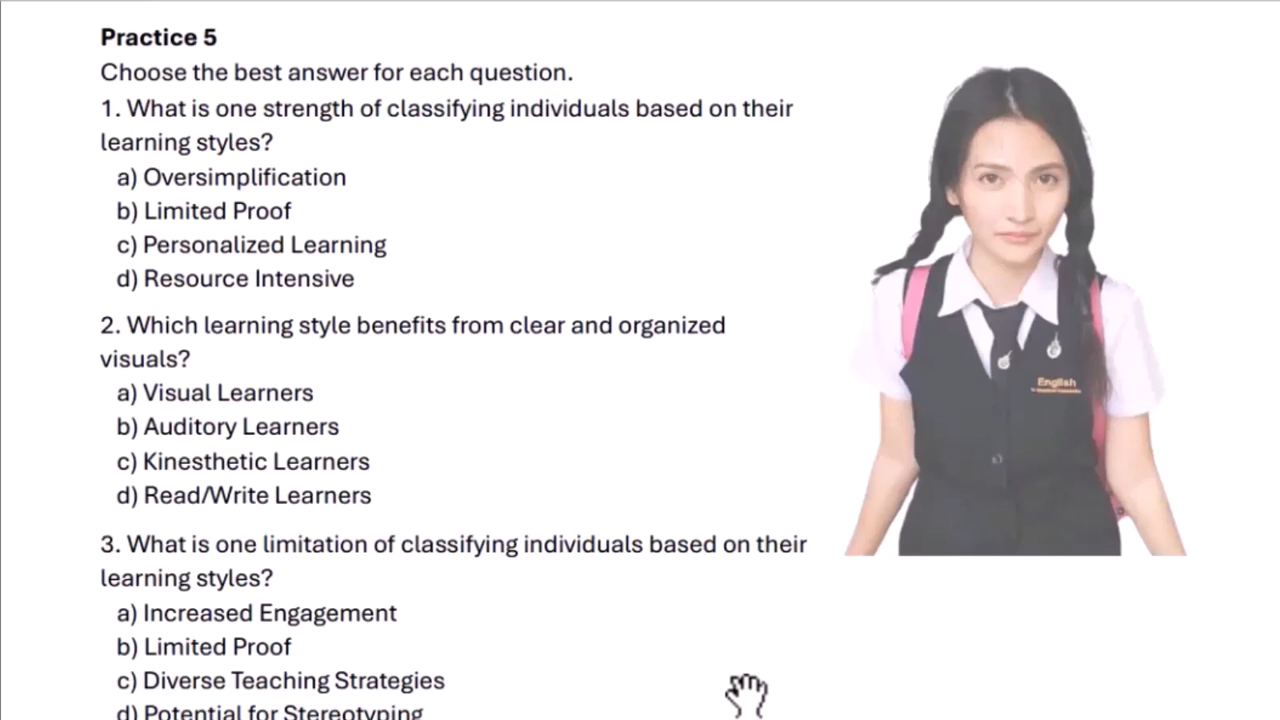 Practice 5
Choose the best answer for each question.
1. What is one strength of classifying individuals based on their
learning styles?
a) Oversimplification
b) Limited Proof
c) Personalized Learning
d) Resource Intensive
2. Which learning style benefits from clear and organized
visuals?
a) Visual Learners
b) Auditory Learners
c) Kinesthetic Learners
d) Read/Write Learners
3. What is one limitation of classifying individuals based on their
learning styles?
a) Increased Engagement
b) Limited Proof
c) Diverse Teaching Strategies
d) Potential for Stereotyping
English